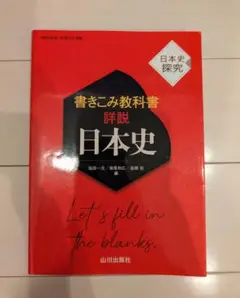 日本史
探究
書きこみ教科書
詳説
日本史
編
Let's fill in
the blanks.
山川出版社